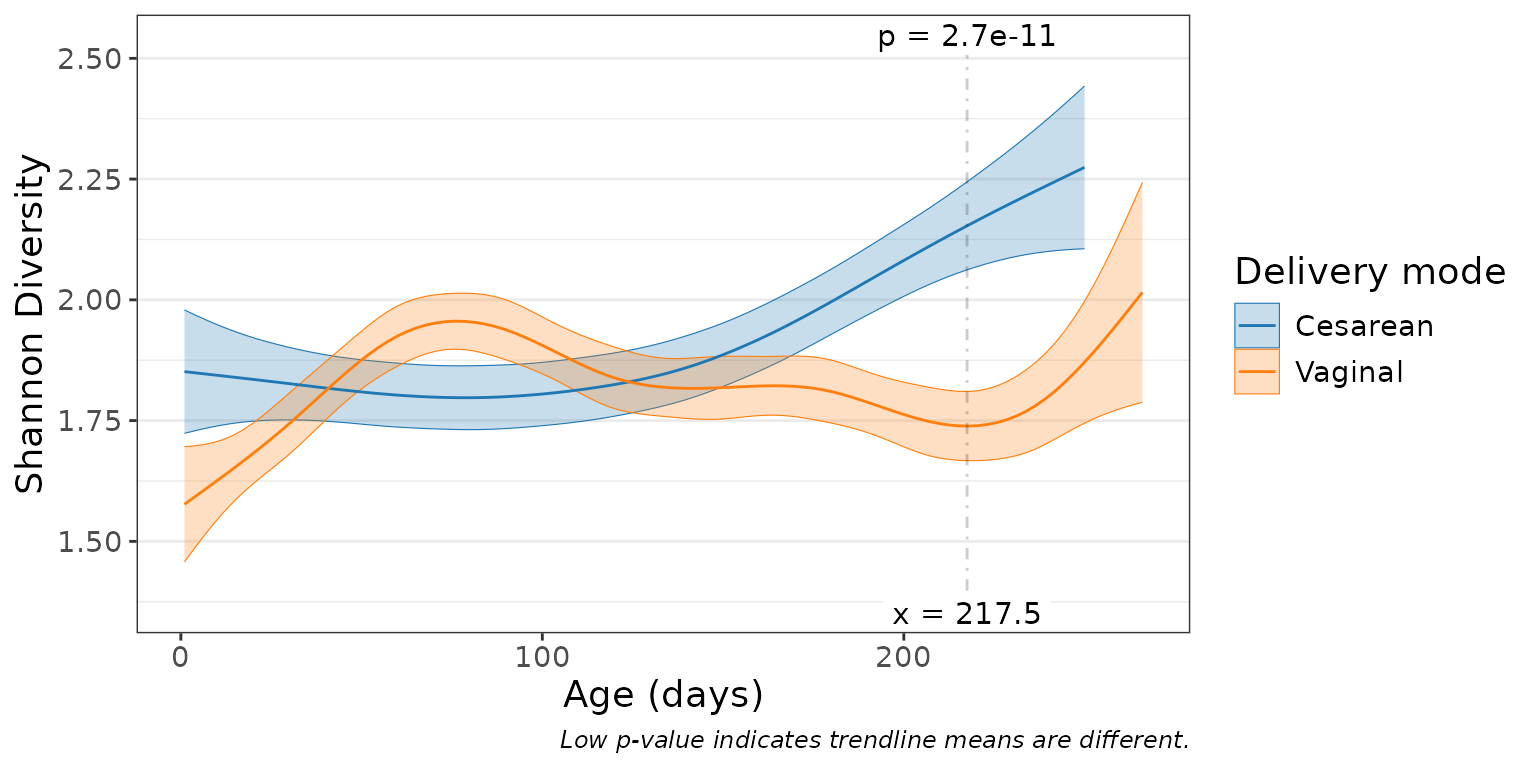 p = 2.7e-11
2.50
2.25
2.00
1.75
1.50
Shannon Diversity
x = 217.5
0 100 200
Age (days)
Low p-value indicates trendline means are different.
Delivery mode
Cesarean
Vaginal